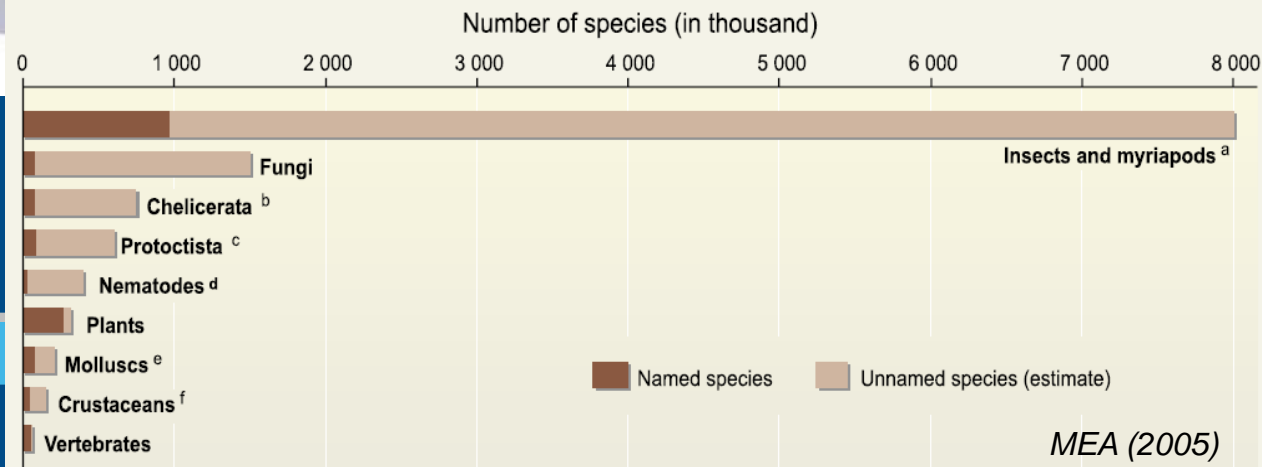 Number of species (in thousand)
0 1 000 2 000 3 000 4 000 5 000 6 000 7 000 8 000
Insects and myriapods a
Fungi
Chelicerata b
Protoctista c
Nematodes d
Plants
Molluscs e
Named species Unnamed species (estimate)
Crustaceans f
Vertebrates
MEA (2005)